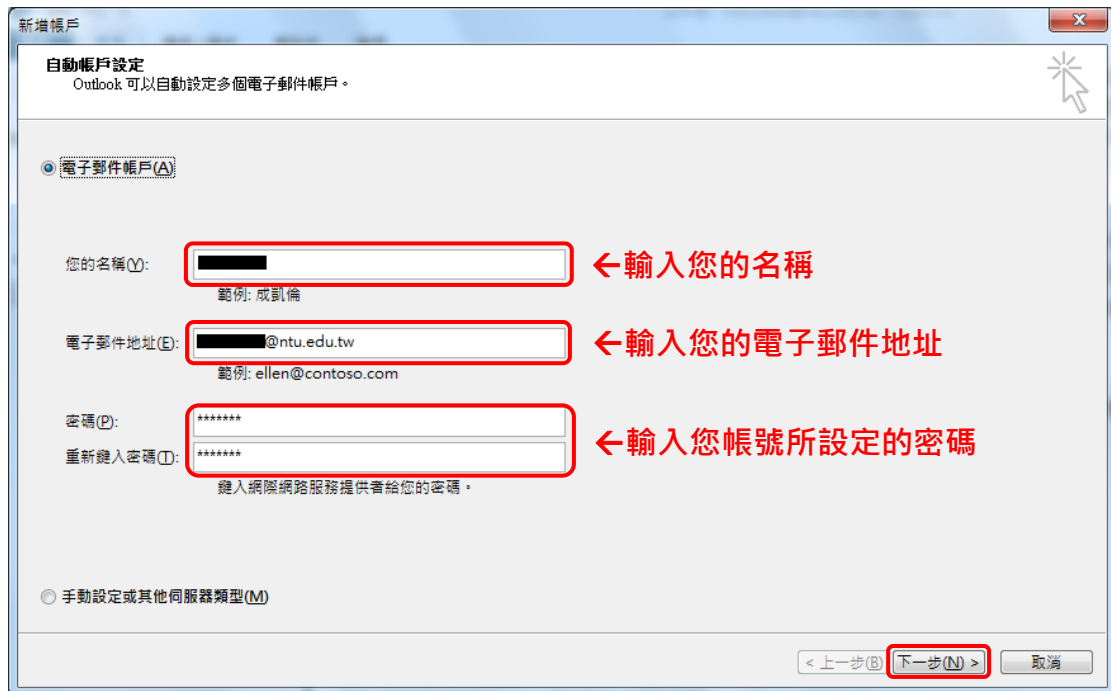 新增帳戶
自動帳戶設定
Outlook 可以自動設定多個電子郵件帳戶。
電子郵件帳戶(A)
您的名稱(Y):
←輸入您的名稱
範例: 成凱倫
電子郵件地址(E): @ntu.edu.tw
←輸入您的電子郵件地址
範例: ellen@contoso.com
密碼(P): *******
←輸入您帳號所設定的密碼
重新鍵入密碼(T): *******
鍵入網際網路服務提供者給您的密碼。
手動設定或其他伺服器類型(M)
< 上一步(B) 下一步(N) > 取消